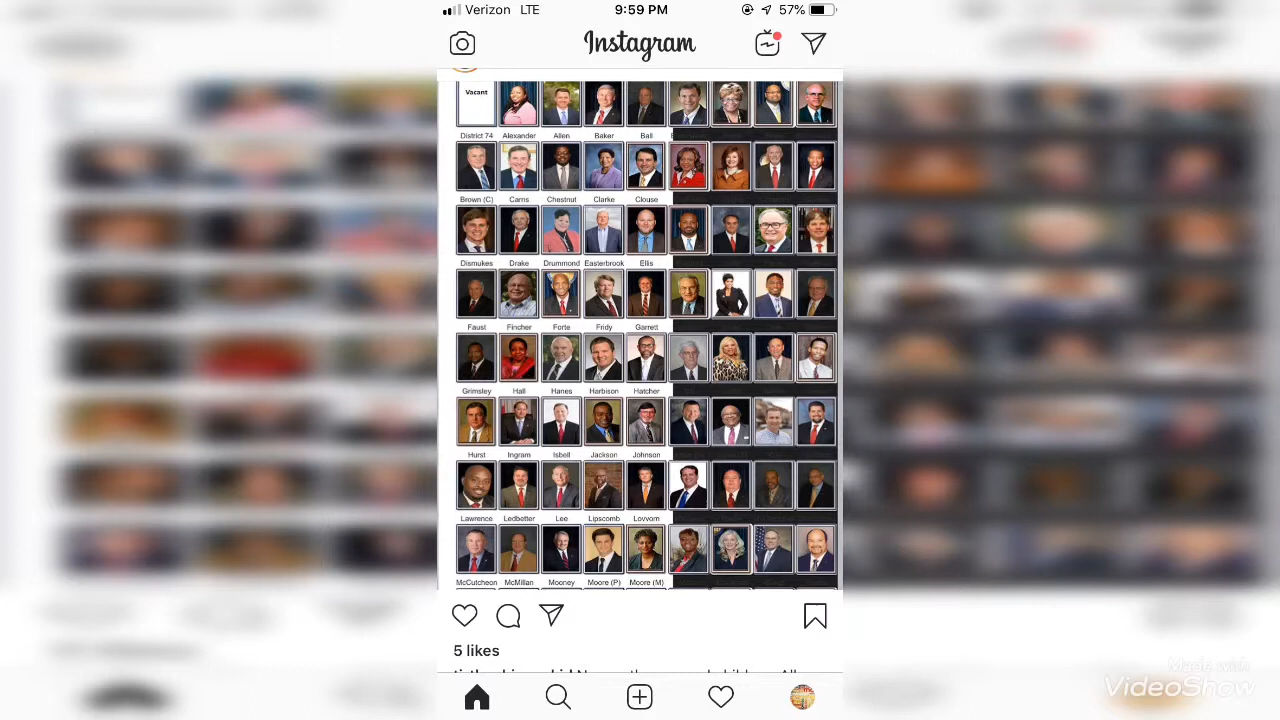 Verizon LTE 9:59 PM 57%
Instagram
Vacant
District 74 Alexander Allen Baker Ball
Brown (C) Carns Chestnut Clarke Clouse
Dismukes Drake Drummond Easterbrook Ellis
Faust Fincher Forte Fridy Garrett
Grimsley Hall Hanes Harbison Hatcher
Hurst Ingram Isbell Jackson Johnson
Lawrence Ledbetter Lee Lipscomb Lovvorn
McCutcheon McMillan Mooney Moore (P) Moore (M)
5 likes
Made with
VideoShow